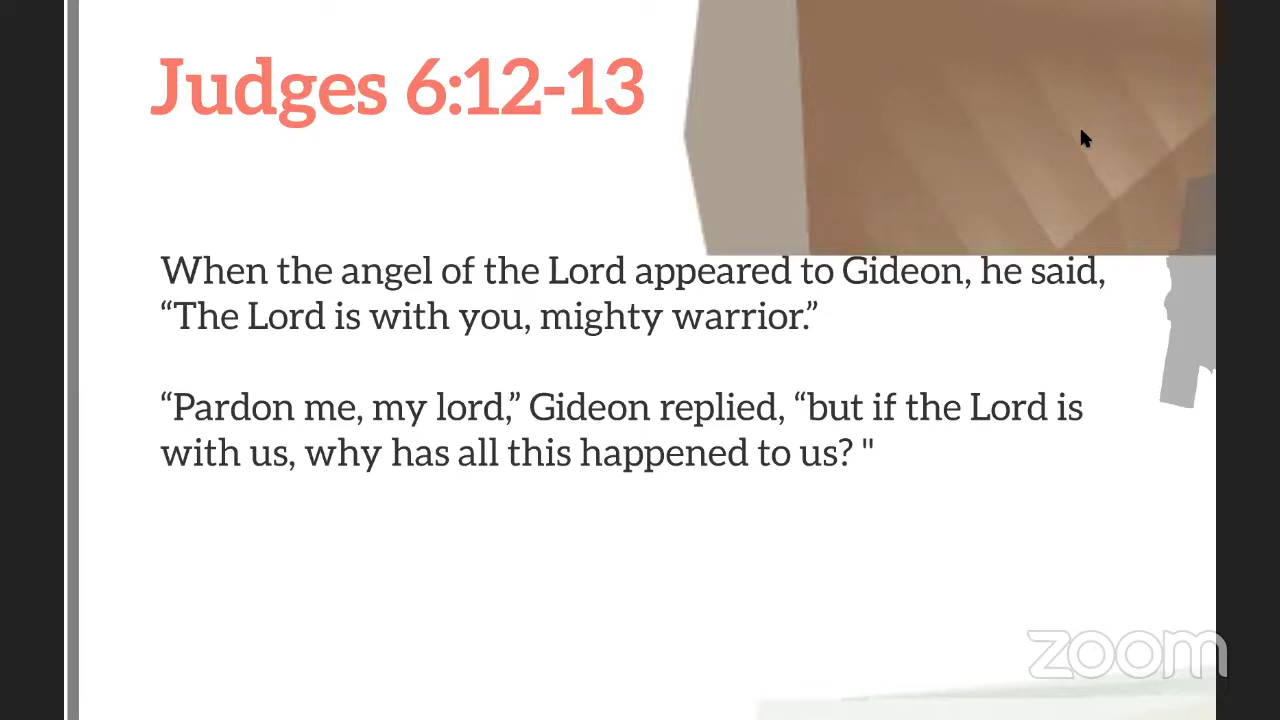 Judges 6:12-13
When the angel of the Lord appeared to Gideon, he said,
“The Lord is with you, mighty warrior.”
“Pardon me, my lord,” Gideon replied, “but if the Lord is
with us, why has all this happened to us? "
zoom